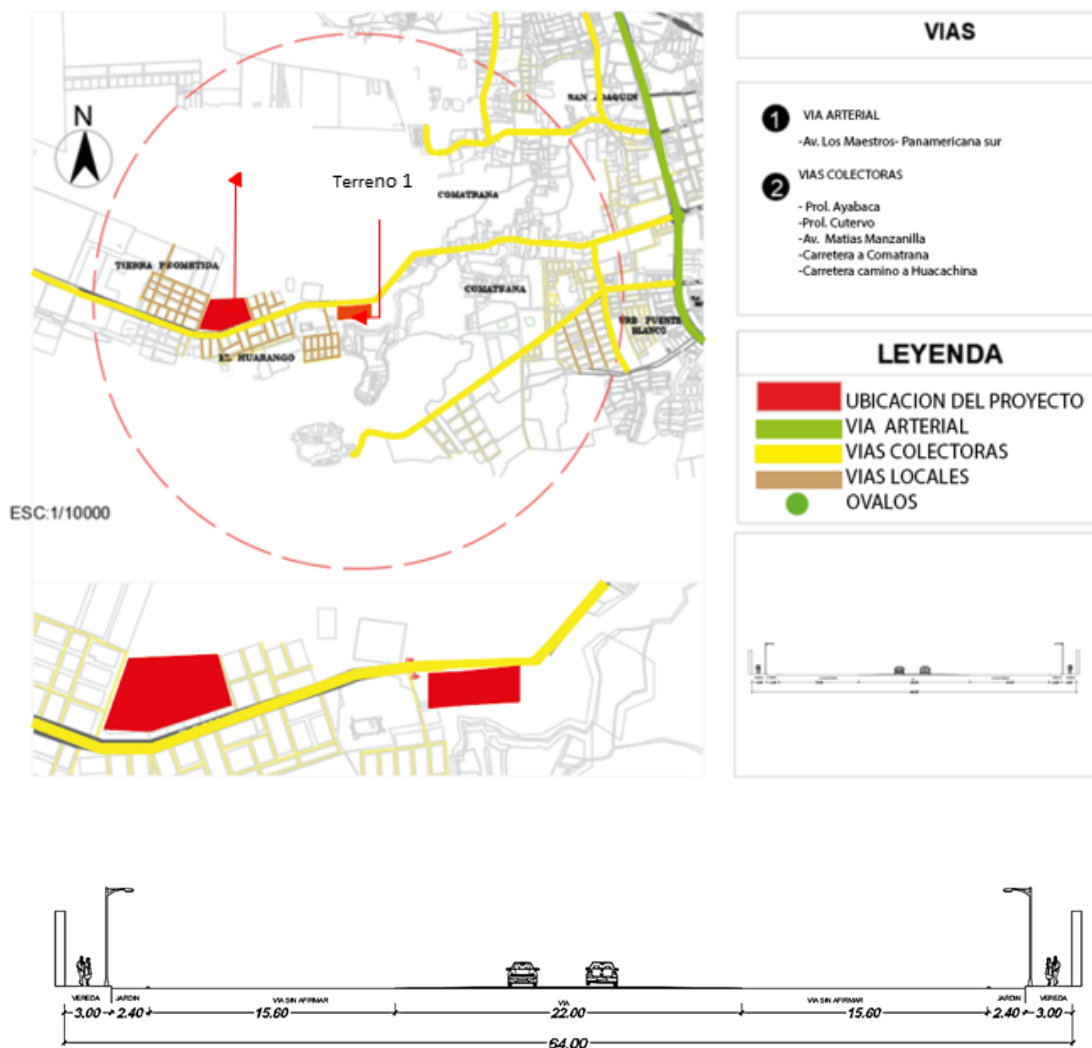 N
Terreno 1
SAN JOAQUIN
COMATRANA
TIERRA PROMETIDA
COMATRANA
URB PUENTE
BLANCO
EL HUARANGO
ESC:1/10000
VIAS
1 VIA ARTERIAL
-Av. Los Maestros- Panamericana sur
2 VIAS COLECTORAS
- Prol. Ayabaca
-Prol. Cutervo
-Av. Matias Manzanilla
-Carretera a Comatrana
-Carretera camino a Huacachina
LEYENDA
UBICACION DEL PROYECTO
VIA ARTERIAL
VIAS COLECTORAS
VIAS LOCALES
OVALOS
VEREDA JARDIN VIA SIN AFIRMAR VIA VIA SIN AFIRMAR JARDIN VEREDA
3.00 2.40 15.60 22.00 15.60 2.40 3.00
64.00